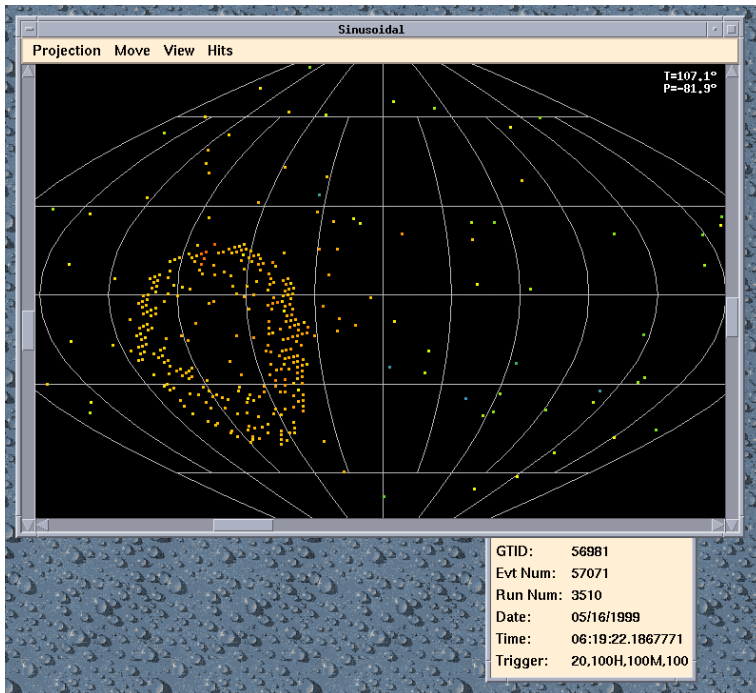 Sinusoidal
Projection Move View Hits
T=107.1°
P=-81.9°
GTID: 56981
Evt Num: 57071
Run Num: 3510
Date: 05/16/1999
Time: 06:19:22.1867771
Trigger: 20,100H,100M,100